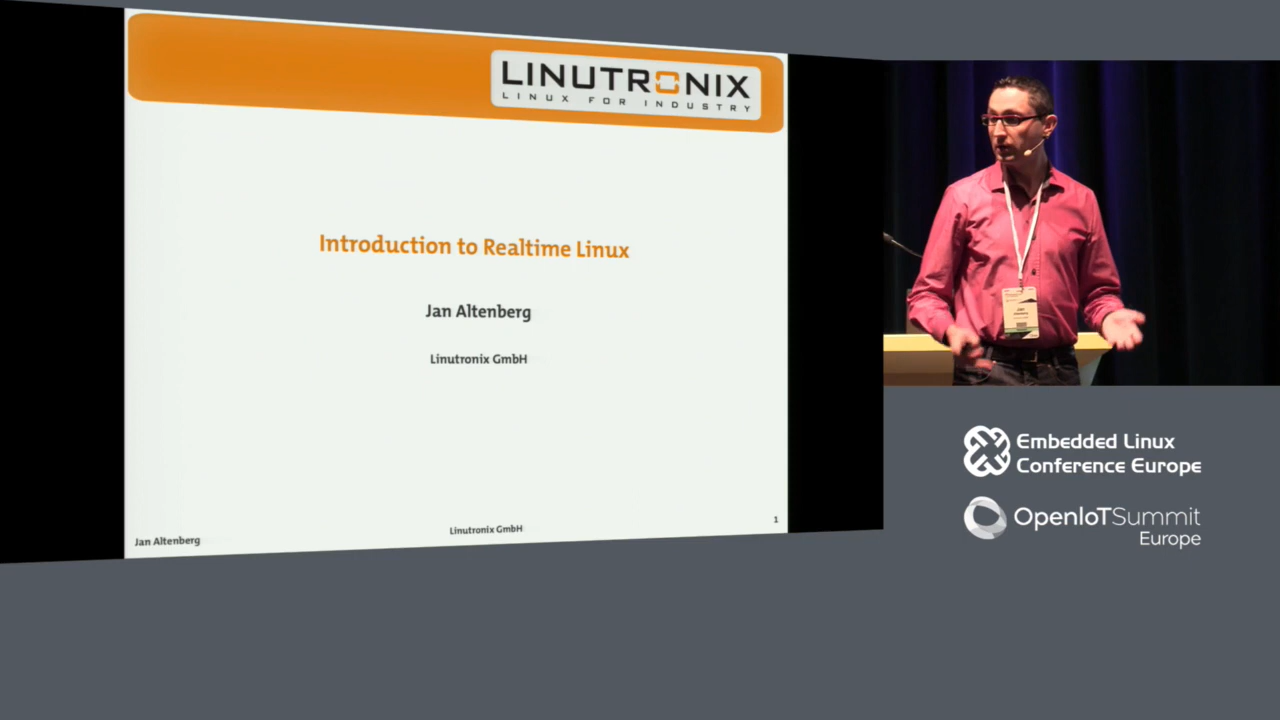 LINUTRONIX
LINUX FOR INDUSTRY
Introduction to Realtime Linux
Jan Altenberg
Linutronix GmbH
Jan Altenberg
Linutronix GmbH
1
Embedded Linux
Conference Europe
OpenIoTSummit
Europe